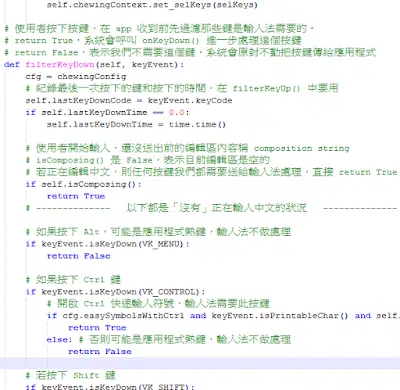 self.chewingContext.set_selKeys(selKeys)
# 使用者按下按鍵，在 app 收到前先過濾那些鍵是輸入法需要的。
# return True，系統會呼叫 onKeyDown() 進一步處理這個按鍵
# return False，表示我們不需要這個鍵，系統會原封不動把按鍵傳給應用程式
def filterKeyDown(self, keyEvent):
cfg = chewingConfig
# 紀錄最後一次按下的鍵和按下的時間，在 filterKeyUp() 中要用
self.lastKeyDownCode = keyEvent.keyCode
if self.lastKeyDownTime == 0.0:
self.lastKeyDownTime = time.time()
# 使用者開始輸入，還沒送出前的編輯區內容稱 composition string
# isComposing() 是 False，表示目前編輯區是空的
# 若正在編輯中文，則任何按鍵我們都需要送給輸入法處理，直接 return True
if self.isComposing():
return True
# -------------- 以下都是「沒有」正在輸入中文的狀況 --------------
# 如果按下 Alt，可能是應用程式熱鍵，輸入法不做處理
if keyEvent.isKeyDown(VK_MENU):
return False
# 如果按下 Ctrl 鍵
if keyEvent.isKeyDown(VK_CONTROL):
# 開啟 Ctrl 快速輸入符號，輸入法需要此按鍵
if cfg.easySymbolsWithCtrl and keyEvent.isPrintableChar() and self.
return True
else: # 否則可能是應用程式熱鍵，輸入法不做處理
return False
# 若按下 Shift 鍵
if keyEvent.isKeyDown(VK_SHIFT):